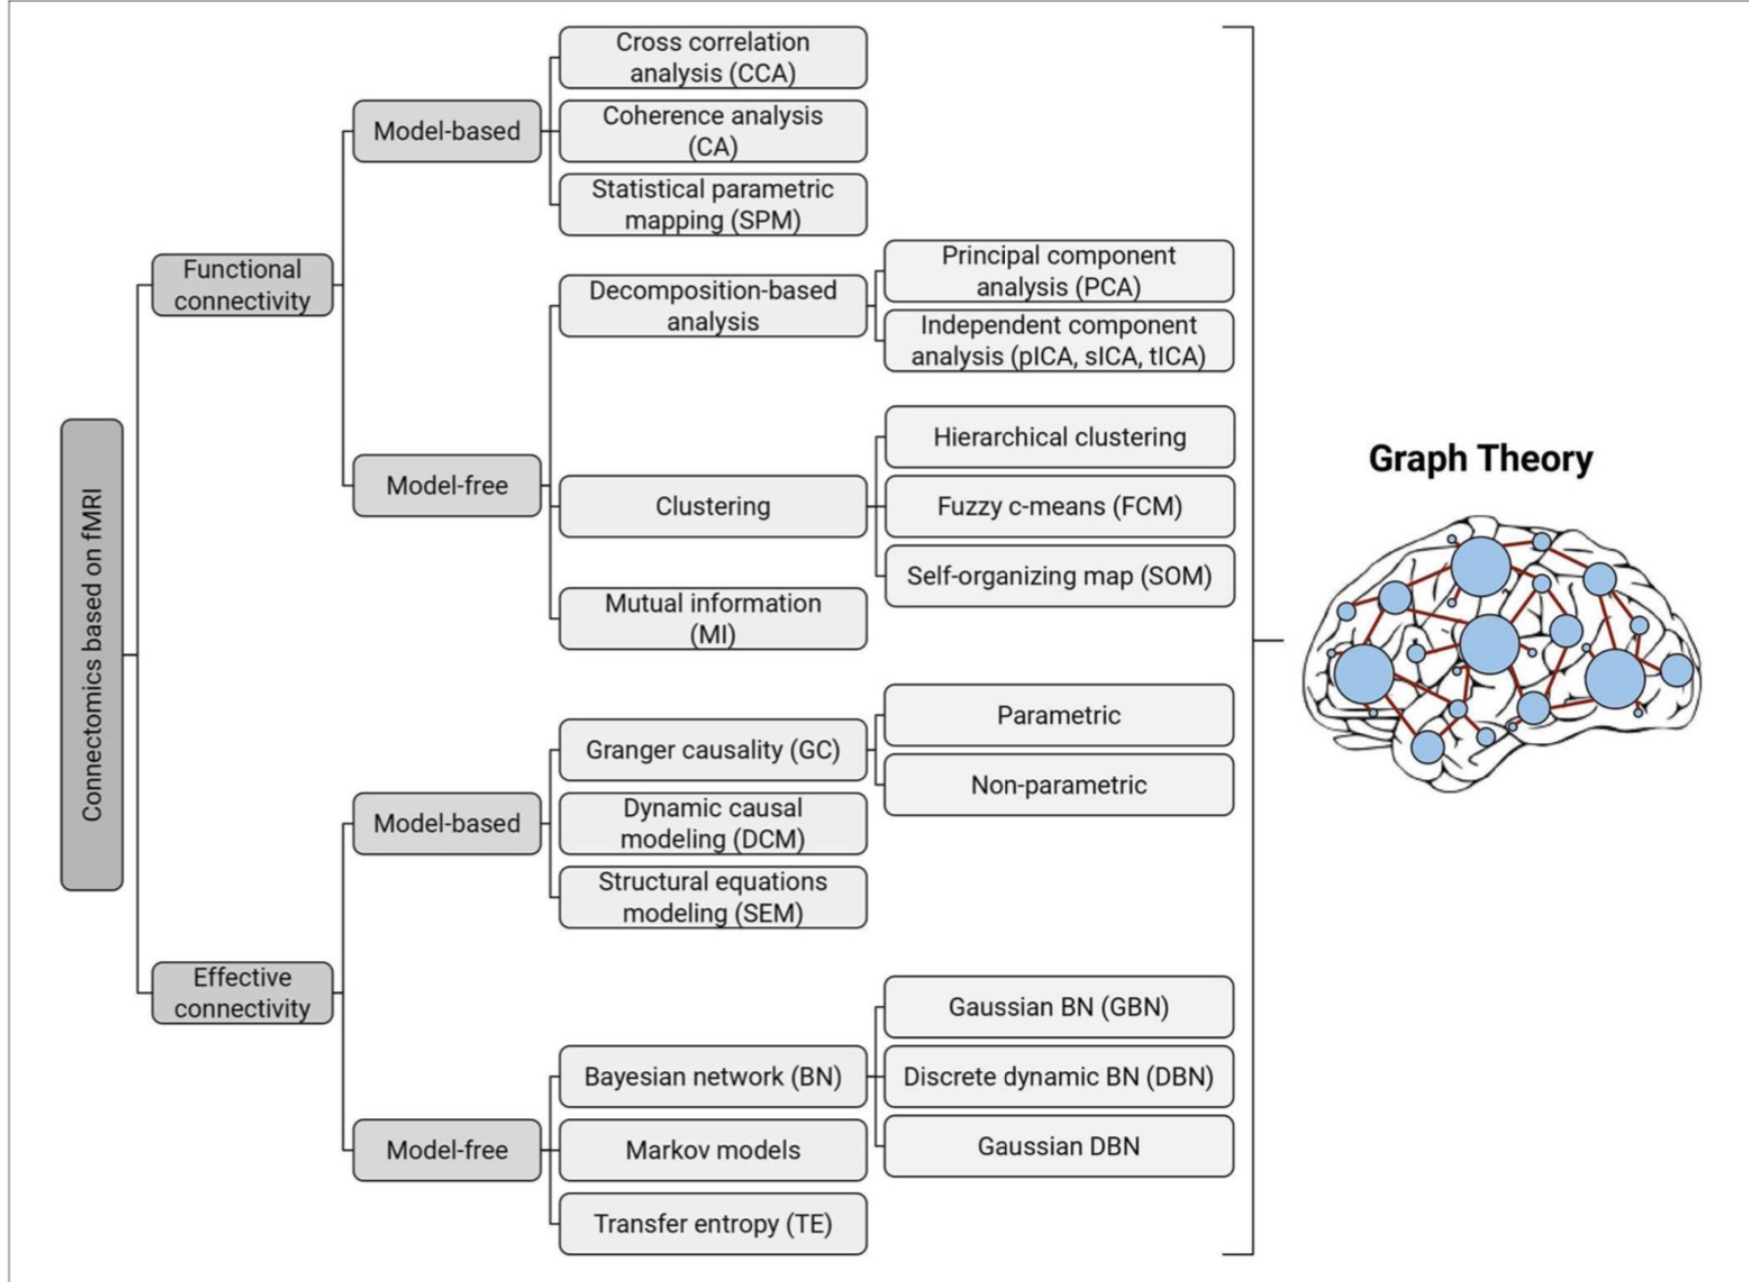 Connectomics based on fMRI
Functional
connectivity
Model-based
Cross correlation
analysis (CCA)
Coherence analysis
(CA)
Statistical parametric
mapping (SPM)
Model-free
Decomposition-based
analysis
Principal component
analysis (PCA)
Independent component
analysis (pICA, sICA, tICA)
Clustering
Hierarchical clustering
Fuzzy c-means (FCM)
Self-organizing map (SOM)
Mutual information
(MI)
Effective
connectivity
Model-based
Granger causality (GC)
Parametric
Non-parametric
Dynamic causal
modeling (DCM)
Structural equations
modeling (SEM)
Model-free
Bayesian network (BN)
Gaussian BN (GBN)
Discrete dynamic BN (DBN)
Gaussian DBN
Markov models
Transfer entropy (TE)
Graph Theory